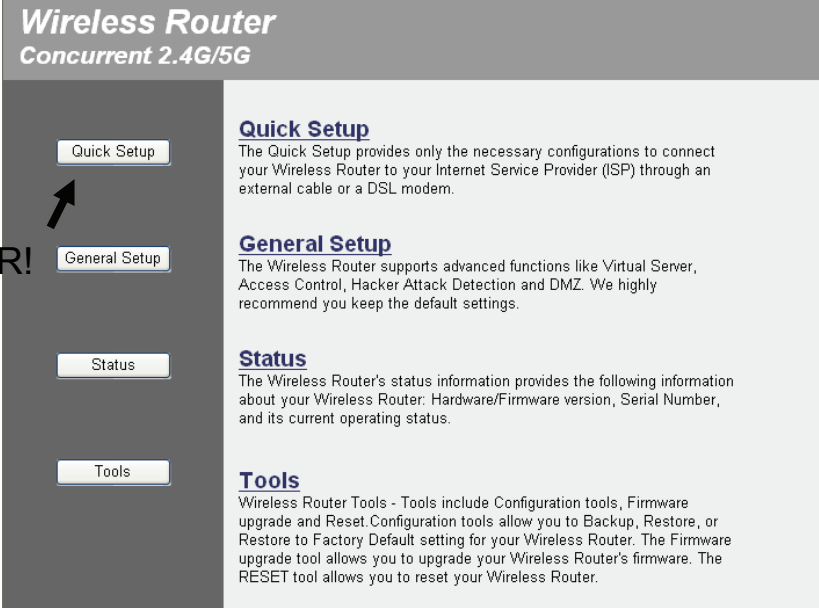 Wireless Router
Concurrent 2.4G/5G
Quick Setup
Quick Setup
The Quick Setup provides only the necessary configurations to connect
your Wireless Router to your Internet Service Provider (ISP) through an
external cable or a DSL modem.
R!
General Setup
General Setup
The Wireless Router supports advanced functions like Virtual Server,
Access Control, Hacker Attack Detection and DMZ. We highly
recommend you keep the default settings.
Status
Status
The Wireless Router's status information provides the following information
about your Wireless Router: Hardware/Firmware version, Serial Number,
and its current operating status.
Tools
Tools
Wireless Router Tools - Tools include Configuration tools, Firmware
upgrade and Reset.Configuration tools allow you to Backup, Restore, or
Restore to Factory Default setting for your Wireless Router. The Firmware
upgrade tool allows you to upgrade your Wireless Router's firmware. The
RESET tool allows you to reset your Wireless Router.